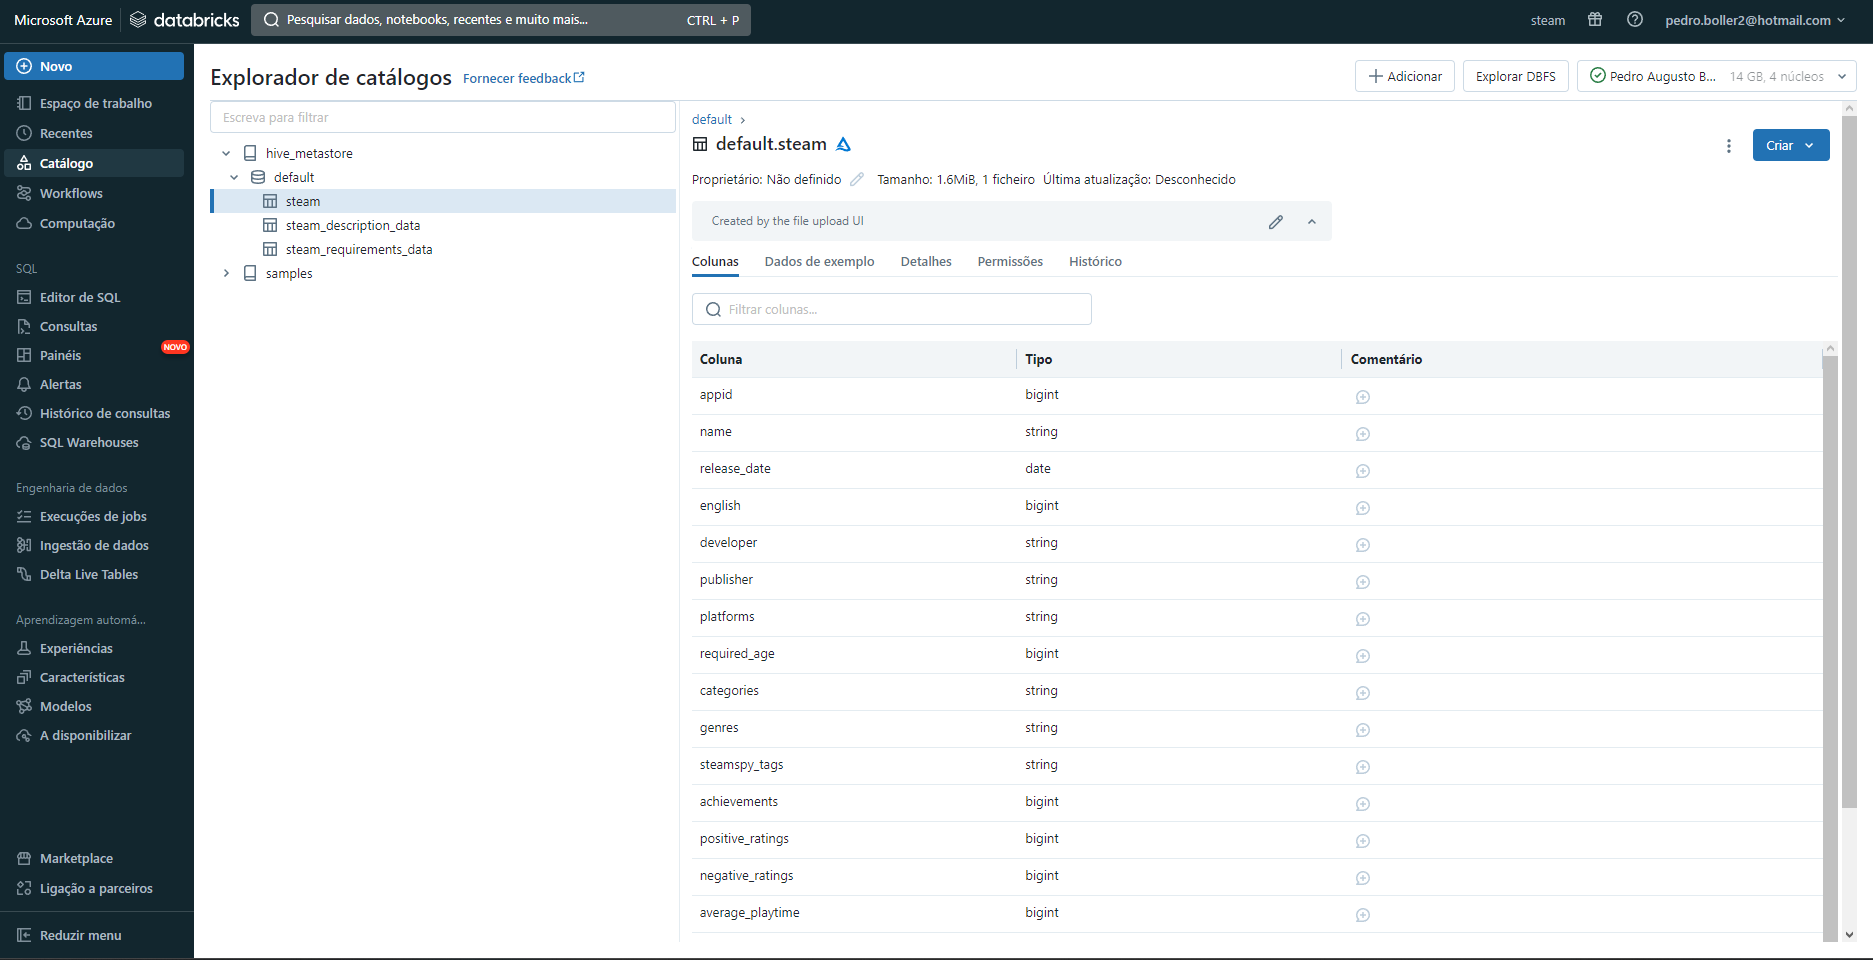 Microsoft Azure databricks Pesquisar dados, notebooks, recentes e muito mais... CTRL + P steam pedro.boller2@hotmail.com
Novo
Espaço de trabalho
Recentes
Catálogo
Workflows
Computação
SQL
Editor de SQL
Consultas
Painéis NOVO
Alertas
Histórico de consultas
SQL Warehouses
Engenharia de dados
Execuções de jobs
Ingestão de dados
Delta Live Tables
Aprendizagem automá...
Experiências
Características
Modelos
A disponibilizar
Marketplace
Ligação a parceiros
Reduzir menu
Explorador de catálogos Fornecer feedback Adicionar Explorar DBFS Pedro Augusto B... 14 GB, 4 núcleos
Escreva para filtrar
hive_metastore
default
steam
steam_description_data
steam_requirements_data
samples
default
default.steam Criar
Proprietário: Não definido Tamanho: 1.6MiB, 1 ficheiro Última atualização: Desconhecido
Created by the file upload UI
Colunas Dados de exemplo Detalhes Permissões Histórico
Filtrar colunas...
Coluna Tipo Comentário
appid bigint
name string
release_date date
english bigint
developer string
publisher string
platforms string
required_age bigint
categories string
genres string
steamspy_tags string
achievements bigint
positive_ratings bigint
negative_ratings bigint
average_playtime bigint